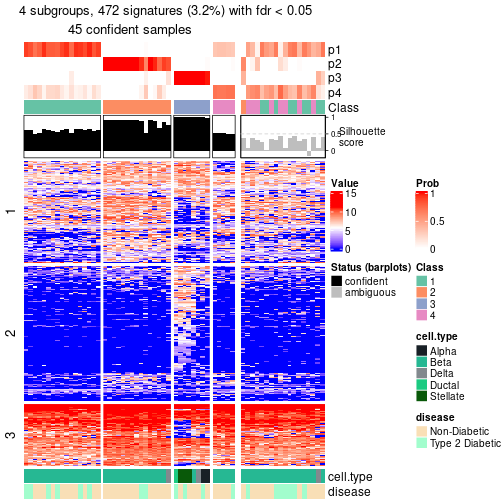 4 subgroups, 472 signatures (3.2%) with fdr < 0.05
45 confident samples
p1
p2
p3
p4
Class
1
0.5
0
Silhouette
score
1
2
3
cell.type
disease
Value
15
10
5
0
Prob
1
0.5
0
Status (barplots)
confident
ambiguous
Class
1
2
3
4
cell.type
Alpha
Beta
Delta
Ductal
Stellate
disease
Non-Diabetic
Type 2 Diabetic